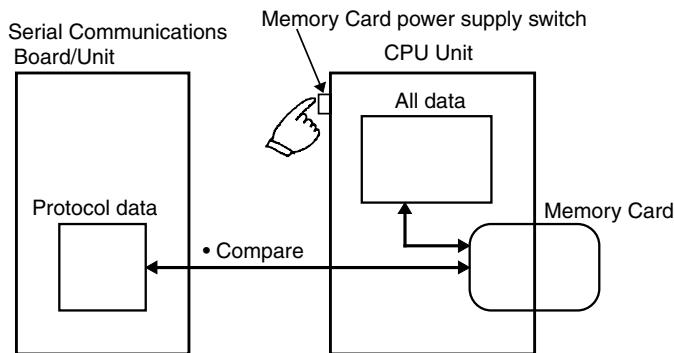 Memory Card power supply switch
Serial Communications
Board/Unit
CPU Unit
All data
Protocol data
Memory Card
• Compare